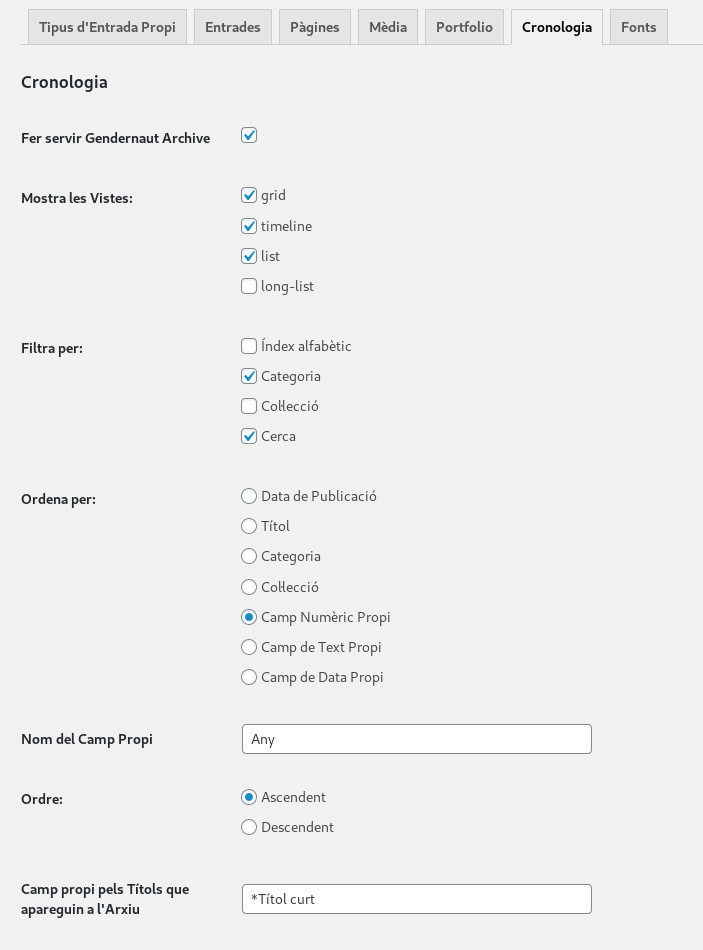 Tipus d'Entrada Propi Entrades Pàgines Mèdia Portfolio Cronologia Fonts
Cronologia
Fer servir Gendernaut Archive
Mostra les Vistes: grid
timeline
list
long-list
Filtra per: Índex alfabètic
Categoria
Col·lecció
Cerca
Ordena per: Data de Publicació
Títol
Categoria
Col·lecció
Camp Numèric Propi
Camp de Text Propi
Camp de Data Propi
Nom del Camp Propi Any
Ordre: Ascendent
Descendent
Camp propi pels Títols que
apareguin a l'Arxiu *Títol curt